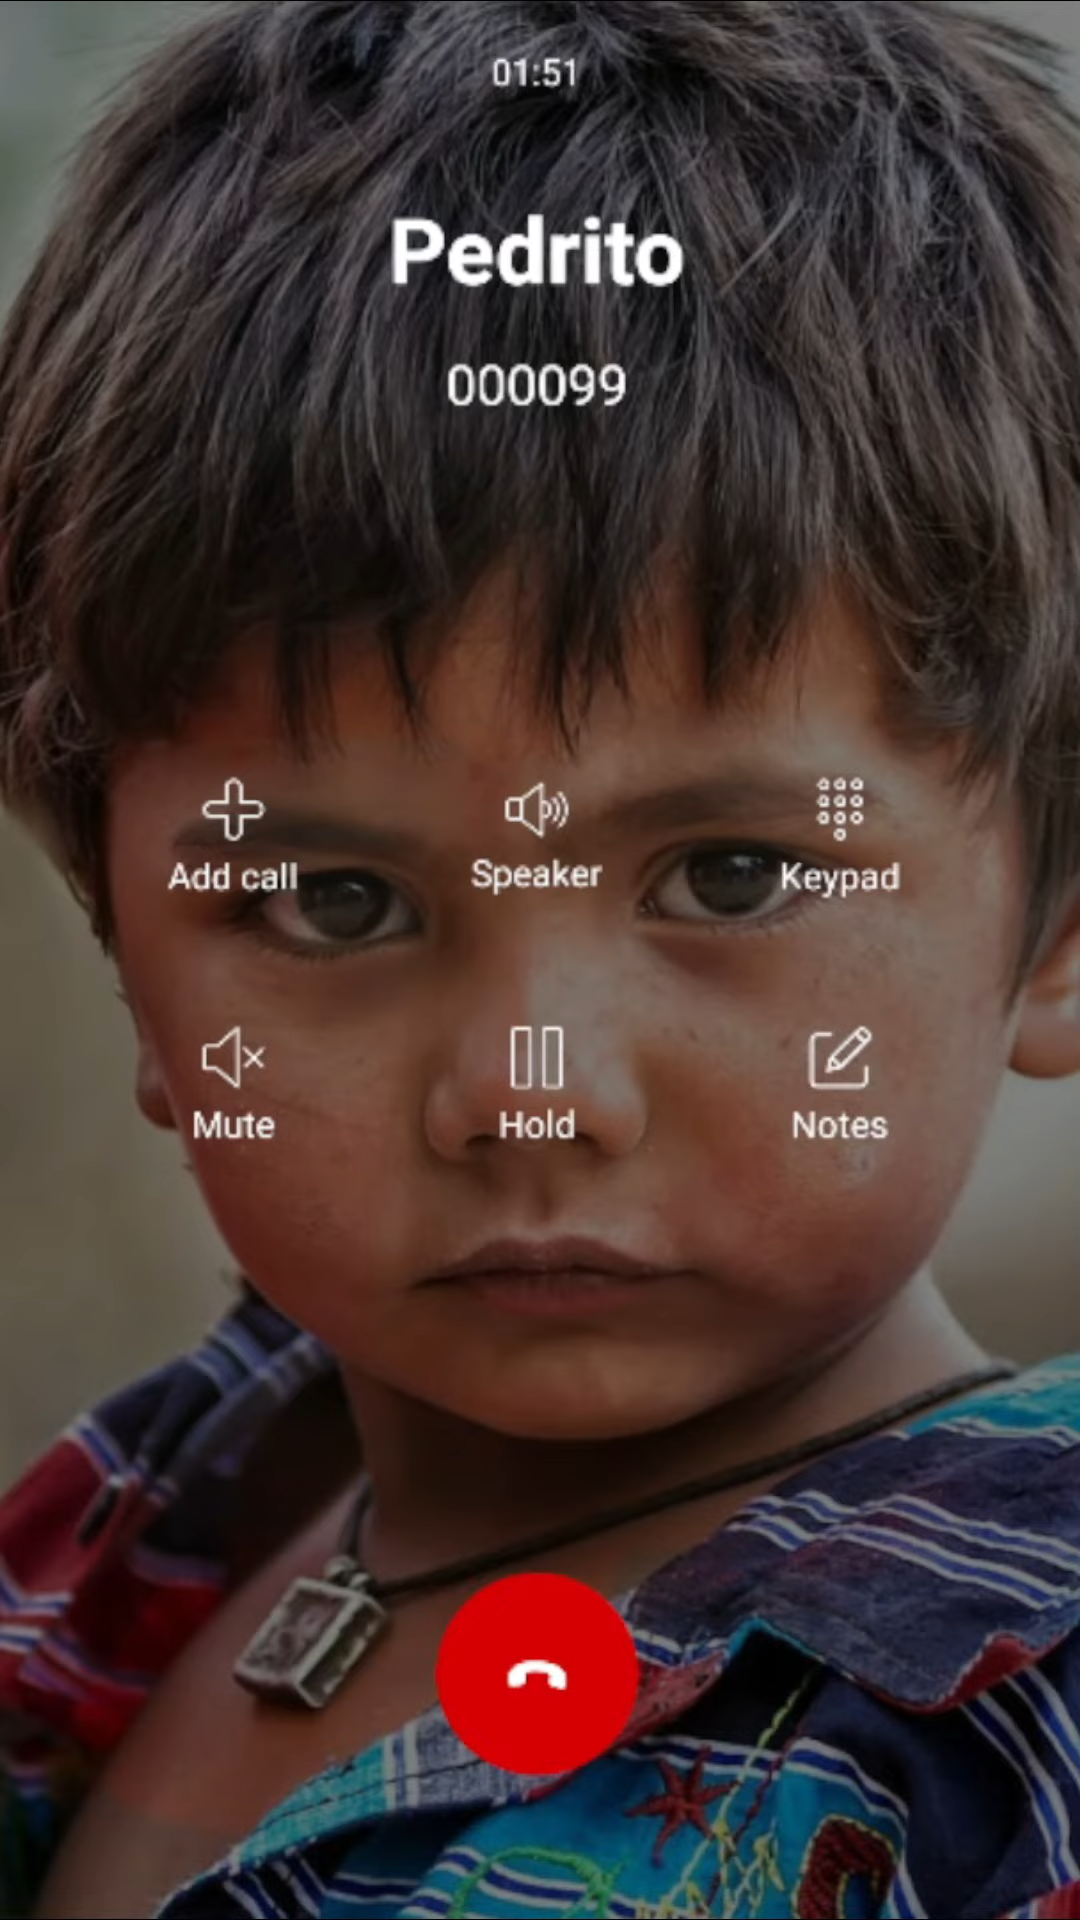 01:51
Pedrito
000099
Add call
Speaker
Keypad
Mute
Hold
Notes